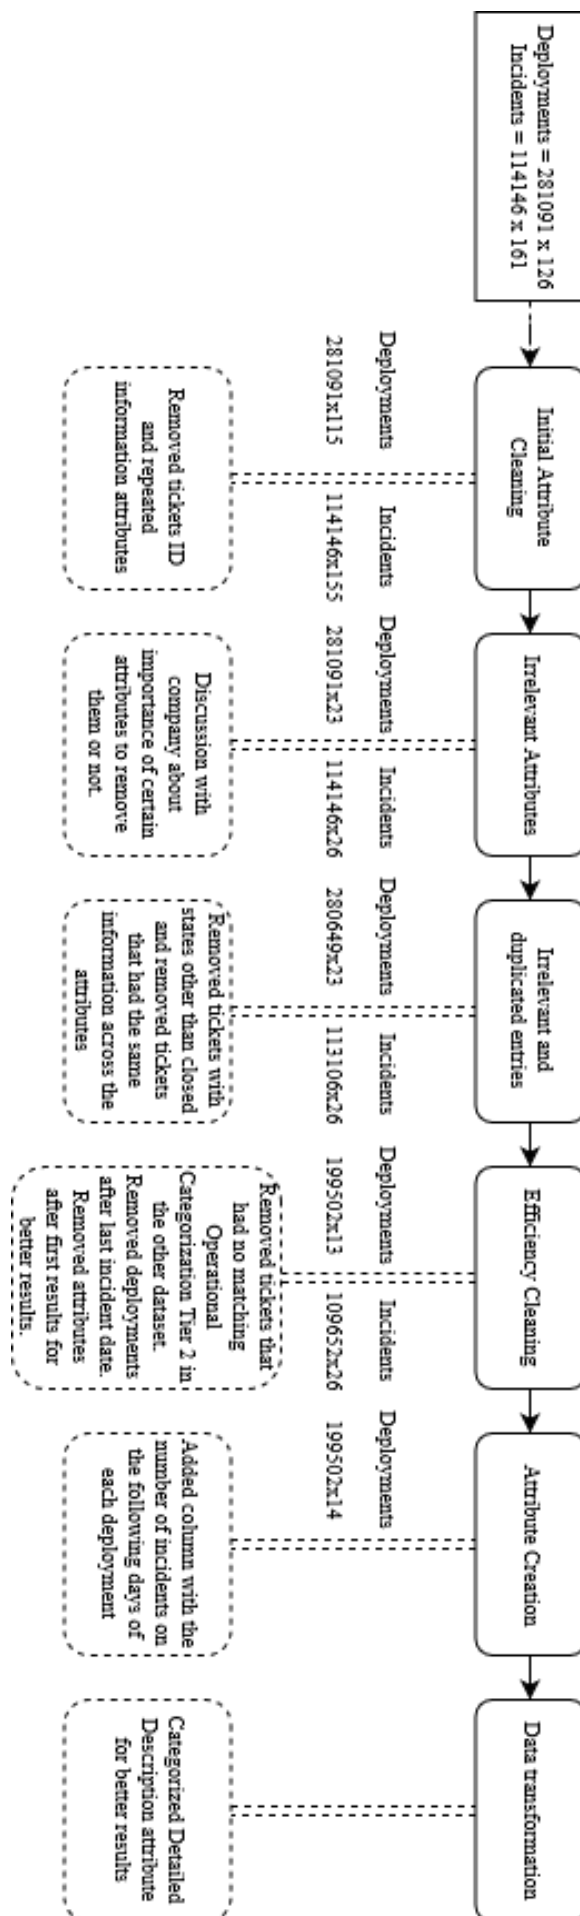 Deployments = 281091 x 126
Incidents = 114146 x 161
Initial Attribute
Cleaning
Deployments
281091x115
Incidents
114146x155
Removed tickets ID
and repeated
information attributes
Irrelevant Attributes
Deployments
281091x23
Incidents
114146x26
Discussion with
company about
importance of certain
attributes to remove
them or not.
Irrelevant and
duplicated entries
Deployments
280649x23
Incidents
113106x26
Removed tickets with
states other than closed
and removed tickets
that had the same
information across the
attributes
Efficiency Cleaning
Deployments
199502x13
Incidents
109652x26
Removed tickets that
had no matching
Operational
Categorization Tier 2 in
the other dataset.
Removed deployments
after last incident date.
Removed attributes
after first results for
better results.
Attribute Creation
Deployments
199502x14
Added column with the
number of incidents on
the following days of
each deployment
Data transformation
Categorized Detailed
Description attribute
for better results